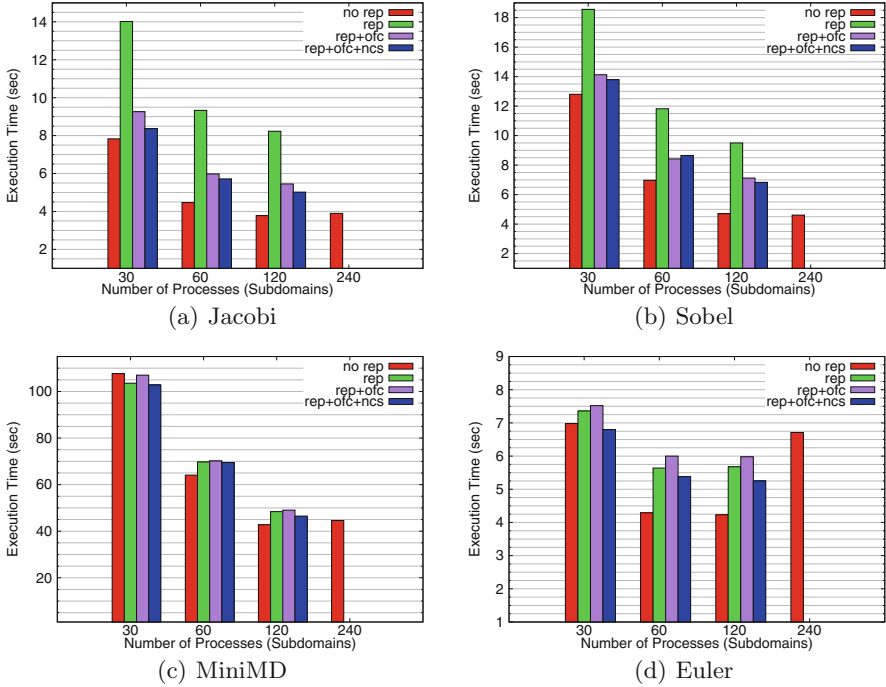 no rep
rep
rep+ofc
rep+ofc+ncs
Execution Time (sec)
14
12
10
8
6
4
2
30 60 120 240
Number of Processes (Subdomains)
(a) Jacobi
no rep
rep
rep+ofc
rep+ofc+ncs
Execution Time (sec)
18
16
14
12
10
8
6
4
2
30 60 120 240
Number of Processes (Subdomains)
(b) Sobel
no rep
rep
rep+ofc
rep+ofc+ncs
Execution Time (sec)
100
80
60
40
20
30 60 120 240
Number of Processes (Subdomains)
(c) MiniMD
no rep
rep
rep+ofc
rep+ofc+ncs
Execution Time (sec)
9
8
7
6
5
4
3
2
1
30 60 120 240
Number of Processes (Subdomains)
(d) Euler